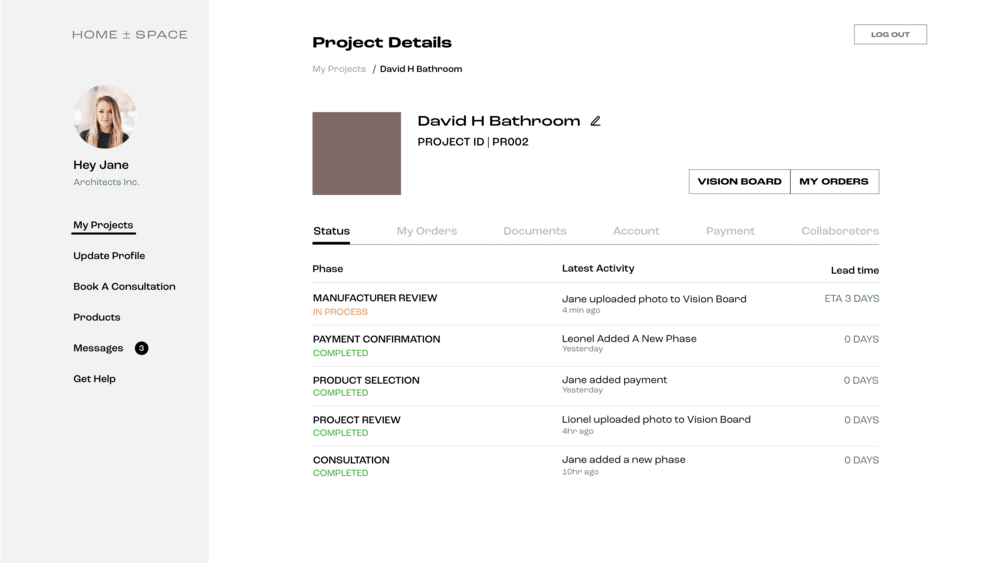 HOME ± SPACE
Hey Jane
Architects Inc.
My Projects
Update Profile
Book A Consultation
Products
Messages 3
Get Help
Project Details
LOG OUT
My Projects / David H Bathroom
David H Bathroom
PROJECT ID | PR002
VISION BOARD MY ORDERS
Status My Orders Documents Account Payment Collaborators
Phase Latest Activity Lead time
MANUFACTURER REVIEW Jane uploaded photo to Vision Board ETA 3 DAYS
IN PROCESS 4 min ago
PAYMENT CONFIRMATION Leonel Added A New Phase 0 DAYS
COMPLETED Yesterday
PRODUCT SELECTION Jane added payment 0 DAYS
COMPLETED Yesterday
PROJECT REVIEW Lionel uploaded photo to Vision Board 0 DAYS
COMPLETED 4hr ago
CONSULTATION Jane added a new phase 0 DAYS
COMPLETED 10hr ago